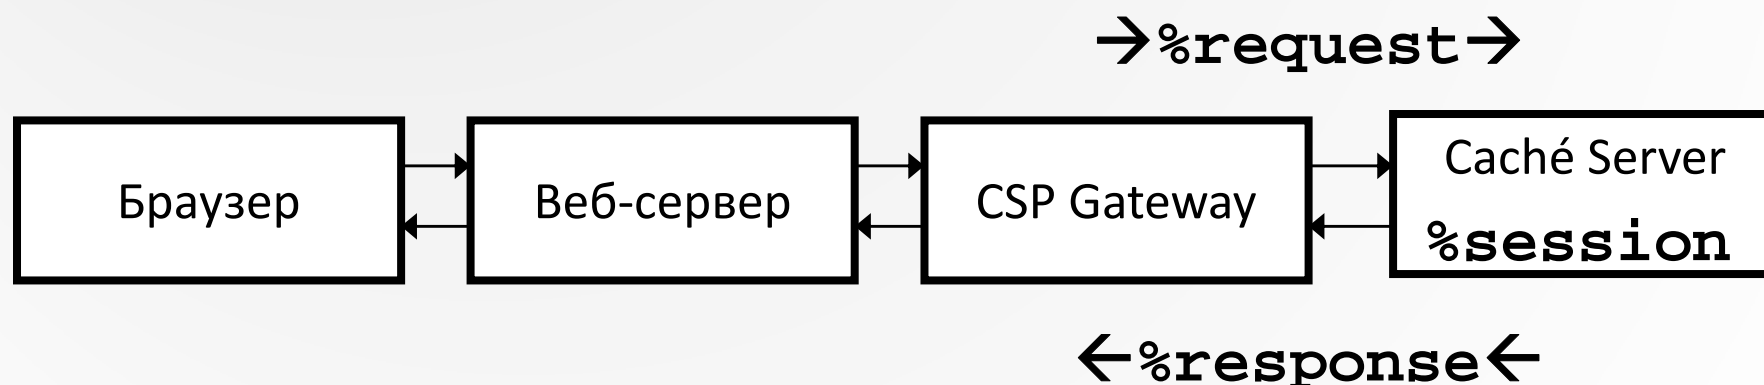 →%request→
Браузер
Веб-сервер
CSP Gateway
Caché Server
%session
←%response←